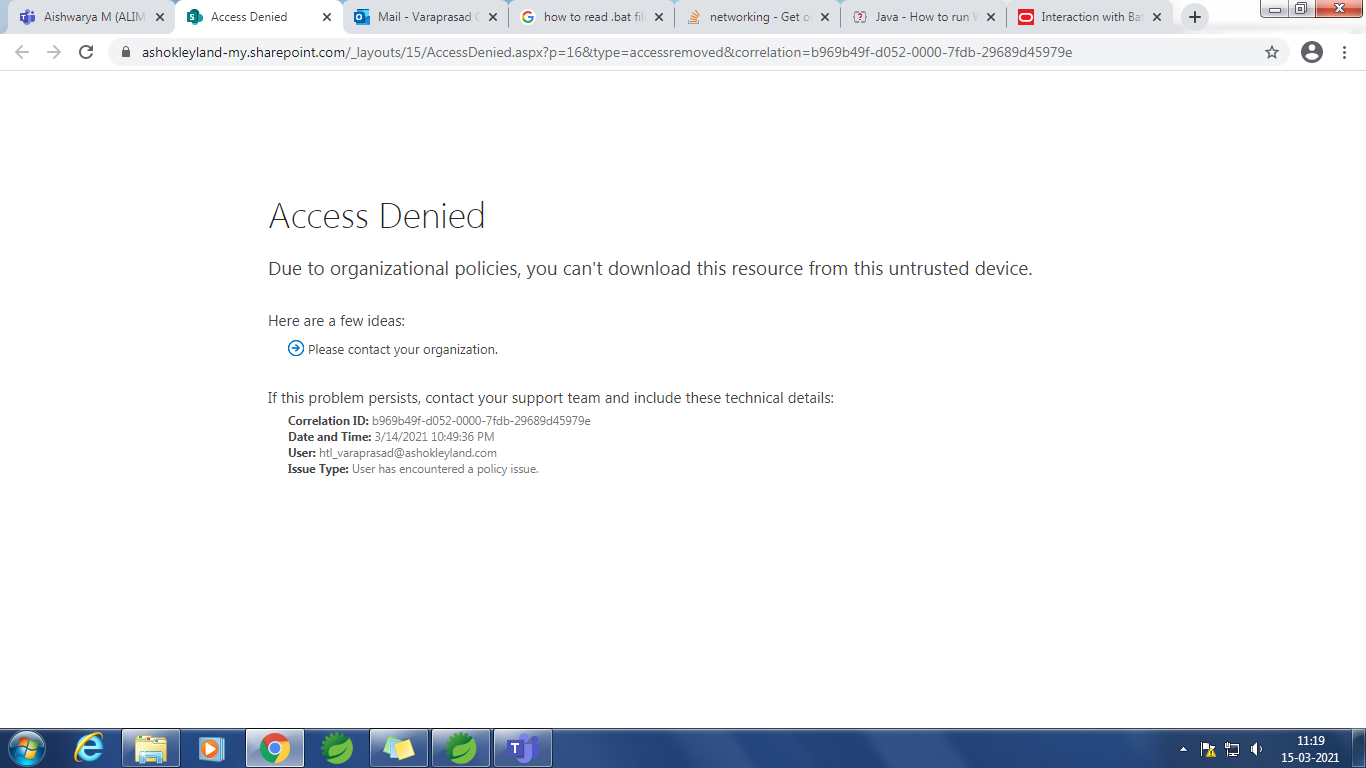 Aishwarya M (ALIM
Access Denied
Mail - Varaprasad
how to read .bat fil
networking - Get o
Java - How to run
Interaction with Ba
ashokleyland-my.sharepoint.com/_layouts/15/AccessDenied.aspx?p=16&type=accessremoved&correlation=b969b49f-d052-0000-7fdb-29689d45979e
Access Denied
Due to organizational policies, you can't download this resource from this untrusted device.
Here are a few ideas:
Please contact your organization.
If this problem persists, contact your support team and include these technical details:
Correlation ID: b969b49f-d052-0000-7fdb-29689d45979e
Date and Time: 3/14/2021 10:49:36 PM
User: htl_varaprasad@ashokleyland.com
Issue Type: User has encountered a policy issue.
11:19
15-03-2021